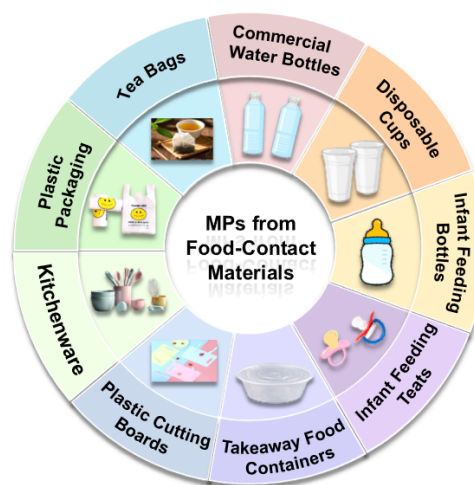 MPs from
Food-Contact
Materials
Commercial
Water Bottles
Disposable
Cups
Infant Feeding
Bottles
Infant Feeding
Teats
Takeaway Food
Containers
Plastic Cutting
Boards
Kitchenware
Plastic
Packaging
Tea Bags